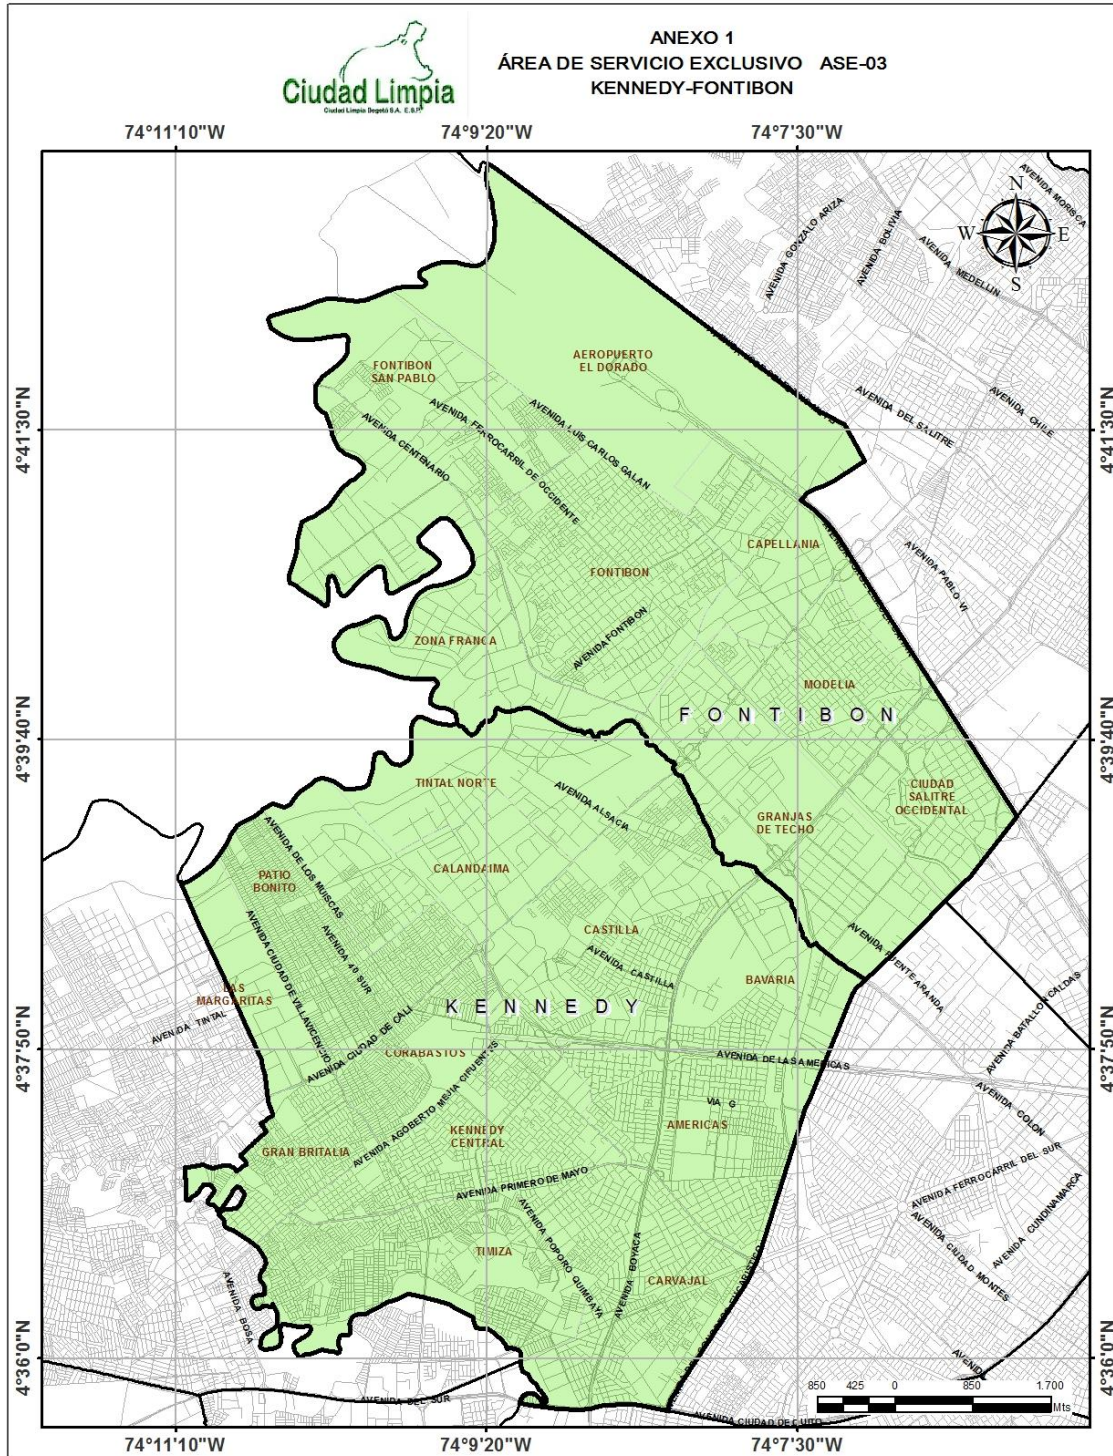 Ciudad Limpia
Ciudad Limpia Bogotá S.A. E.S.P.
ANEXO 1
ÁREA DE SERVICIO EXCLUSIVO ASE-03
KENNEDY-FONTIBON
74°11'10"W
74°9'20"W
74°7'30"W
AVENIDA MORISCA
N
W
E
S
AVENIDA GONZALO ARIZA
AVENIDA BOLIVIA
AVENIDA MEDELLIN
AEROPUERTO
EL DORADO
FONTIBON
SAN PABLO
4°41'30"N
4°41'30"N
AVENIDA CENTENARIO
AVENIDA FERROCARRIL DE OCCIDENTE
AVENIDA LUIS CARLOS GALAN
AVENIDA DEL SALITRE
AVENIDA CHILE
CAPELLANIA
AVENIDA PABLO VI
FONTIBON
AVENIDA FONTIBON
ZONA FRANCA
MODELIA
FONTIBON
4°39'40"N
4°39'40"N
TINTAL NORTE
AVENIDA ALSACIA
CIUDAD
SALITRE
OCCIDENTAL
GRANJAS
DE TECHO
AVENIDA DE LOS MUISCAS
PATIO
BONITO
CALANDAIMA
AVENIDA CIUDAD DE VILLAVICENCIO
AVENIDA 40 SUR
CASTILLA
AVENIDA CASTILLA
BAVARIA
AVENIDA PUENTE ARANDA
LAS
MARGARITAS
AVENIDA TINTAL
KENNEDY
AVENIDA BATALLON CALDAS
4°37'50"N
4°37'50"N
AVENIDA CIUDAD DE CALI
CORABASTOS
AVENIDA DE LAS AMERICAS
AVENIDA AGOBERTO MEJIA CIFUENTES
VIA G
AMERICAS
AVENIDA COLON
KENNEDY
CENTRAL
GRAN BRITALIA
AVENIDA PRIMERO DE MAYO
AVENIDA FERROCARRIL DEL SUR
AVENIDA CUNDINAMARCA
AVENIDA CIUDAD MONTES
TIMIZA
AVENIDA POPORO QUIMBAYA
AVENIDA BOYACA
CARVAJAL
AVENIDA BOSA
4°36'0"N
4°36'0"N
AVENIDA DEL SUR
AVENIDA CIUDAD DE QUITO
850 425 0 850 1.700
Mts
74°11'10"W
74°9'20"W
74°7'30"W